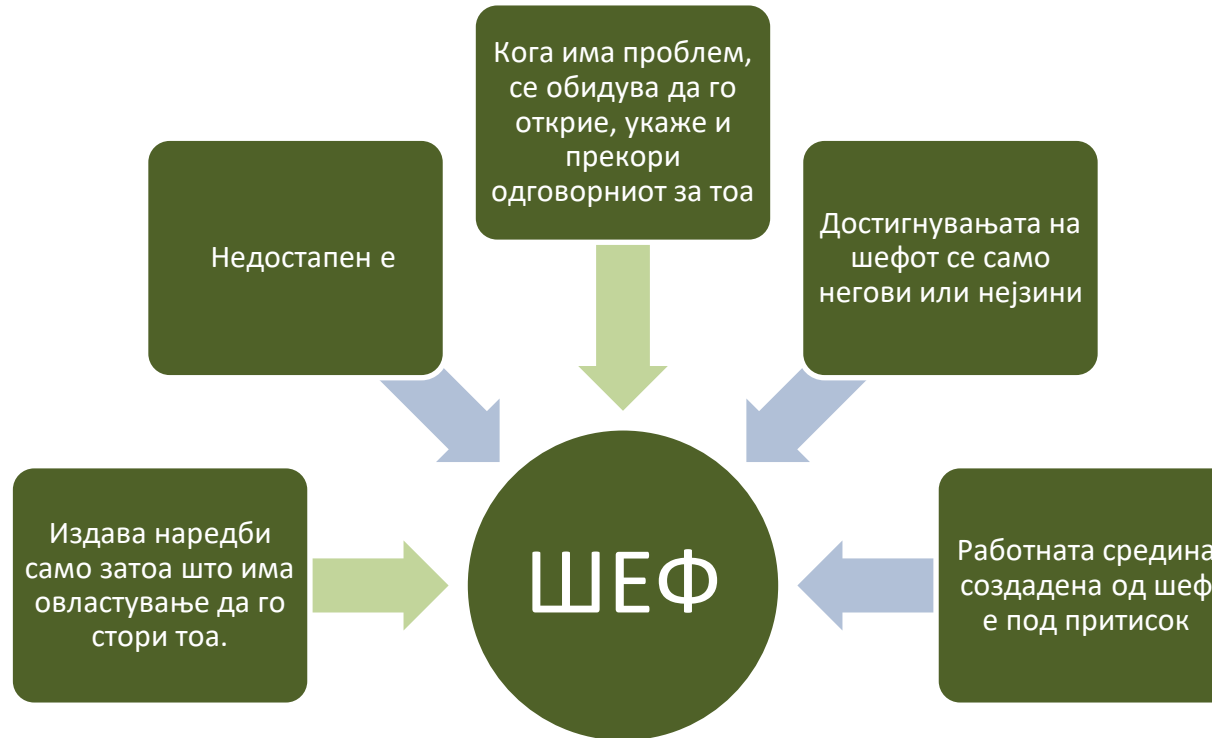 Кога има проблем,
се обидува да го
открие, укаже и
прекори
одговорниот за тоа
Недостапен е
Достигнувањата на
шефот се само
негови или нејзини
Издава наредби
само затоа што има
овластување да го
стори тоа.
ШЕФ
Работната средина
создадена од шеф
е под притисок